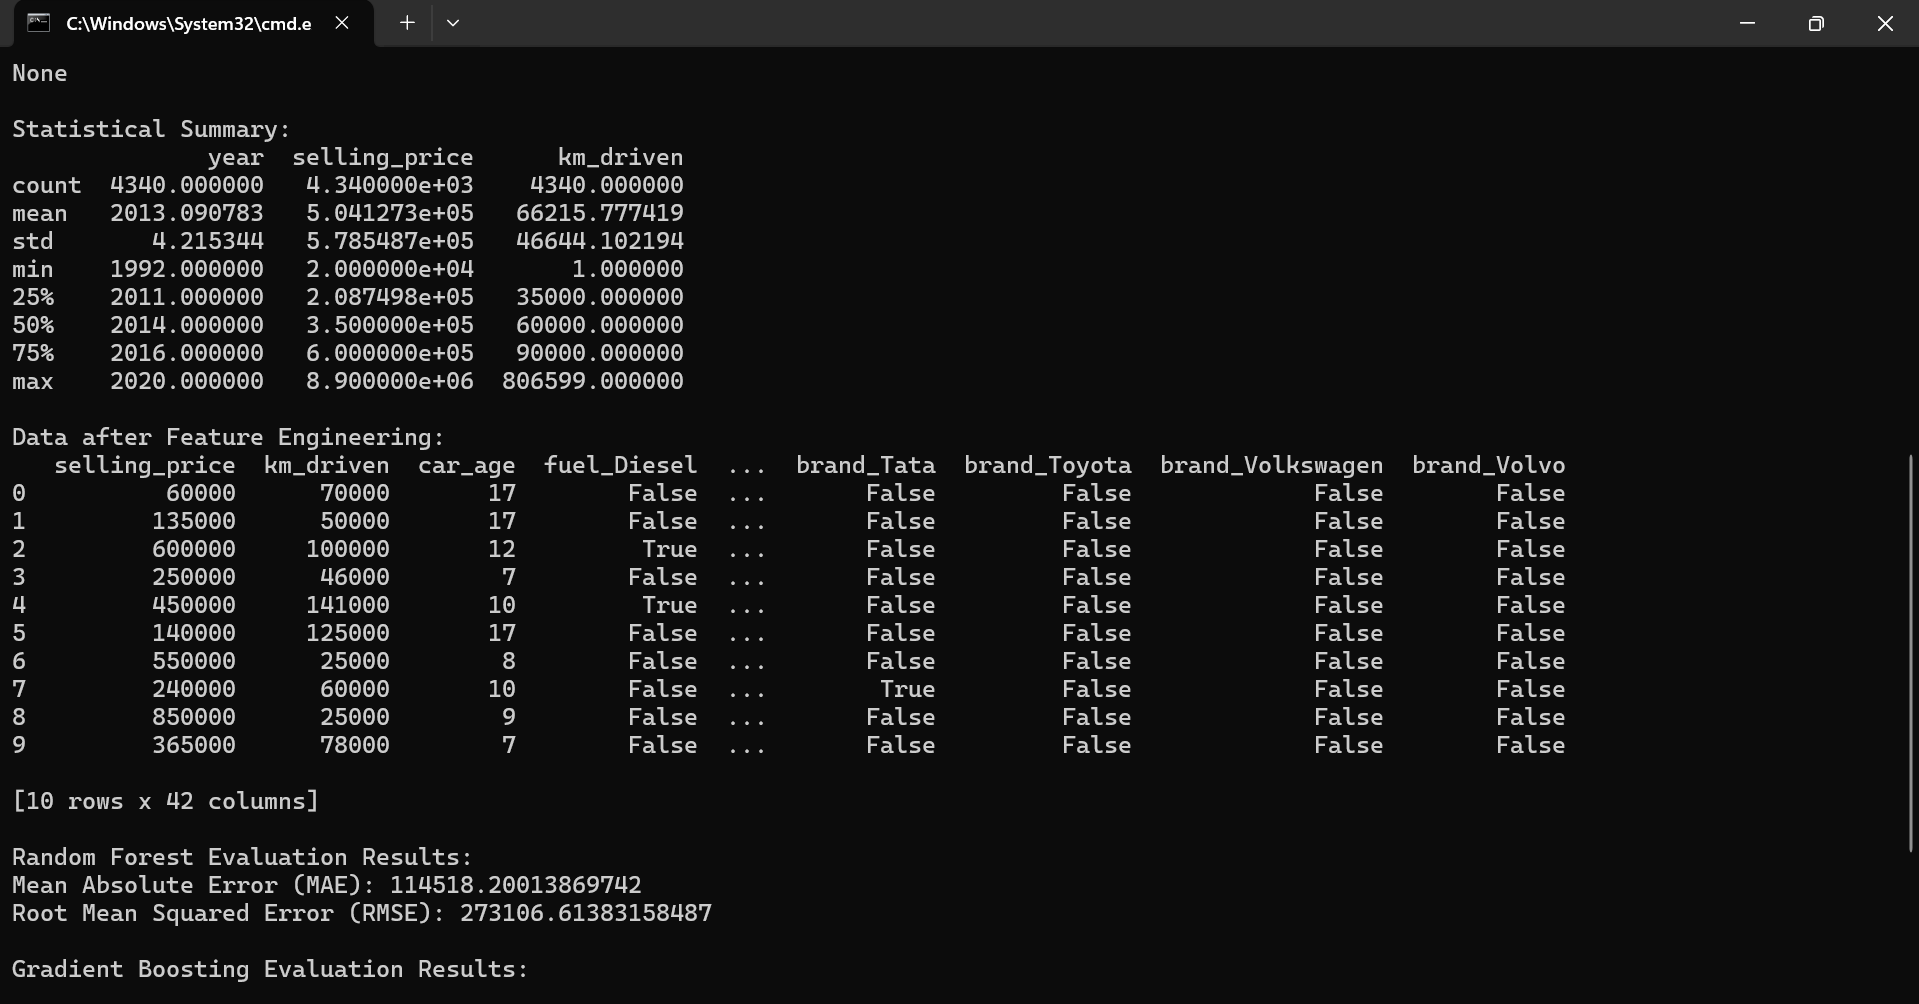 C:\Windows\System32\cmd.e
None
Statistical Summary:
              year  selling_price      km_driven
count  4340.000000   4.340000e+03    4340.000000
mean   2013.090783   5.041273e+05   66215.777419
std       4.215344   5.785487e+05   46644.102194
min    1992.000000   2.000000e+04       1.000000
25%    2011.000000   2.087498e+05   35000.000000
50%    2014.000000   3.500000e+05   60000.000000
75%    2016.000000   6.000000e+05   90000.000000
max    2020.000000   8.900000e+06  806599.000000
Data after Feature Engineering:
   selling_price  km_driven  car_age  fuel_Diesel  ...  brand_Tata  brand_Toyota  brand_Volkswagen  brand_Volvo
0          60000      70000       17        False  ...       False         False             False        False
1         135000      50000       17        False  ...       False         False             False        False
2         600000     100000       12         True  ...       False         False             False        False
3         250000      46000        7        False  ...       False         False             False        False
4         450000     141000       10         True  ...       False         False             False        False
5         140000     125000       17        False  ...       False         False             False        False
6         550000      25000        8        False  ...       False         False             False        False
7         240000      60000       10        False  ...        True         False             False        False
8         850000      25000        9        False  ...       False         False             False        False
9         365000      78000        7        False  ...       False         False             False        False
[10 rows x 42 columns]
Random Forest Evaluation Results:
Mean Absolute Error (MAE): 114518.20013869742
Root Mean Squared Error (RMSE): 273106.61383158487
Gradient Boosting Evaluation Results: